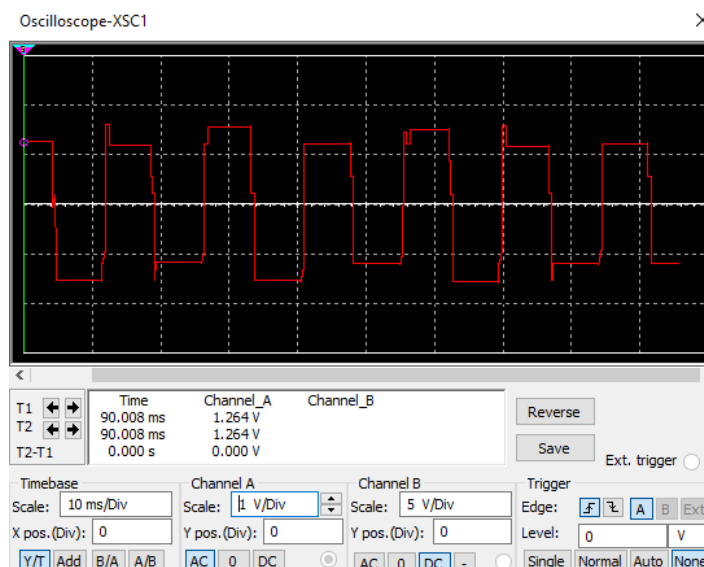 Oscilloscope-XSC1
Time Channel_A Channel_B
T1 90.008 ms 1.264 V
T2 90.008 ms 1.264 V
T2-T1 0.000 s 0.000 V
Reverse
Save
Ext. trigger
Timebase Channel A Channel B Trigger
Scale: 10 ms/Div Scale: 1 V/Div Scale: 5 V/Div Edge: A B Ext
X pos.(Div): 0 Y pos.(Div): 0 Y pos.(Div): 0 Level: 0 V
Y/T Add B/A A/B AC 0 DC AC 0 DC - Single Normal Auto None